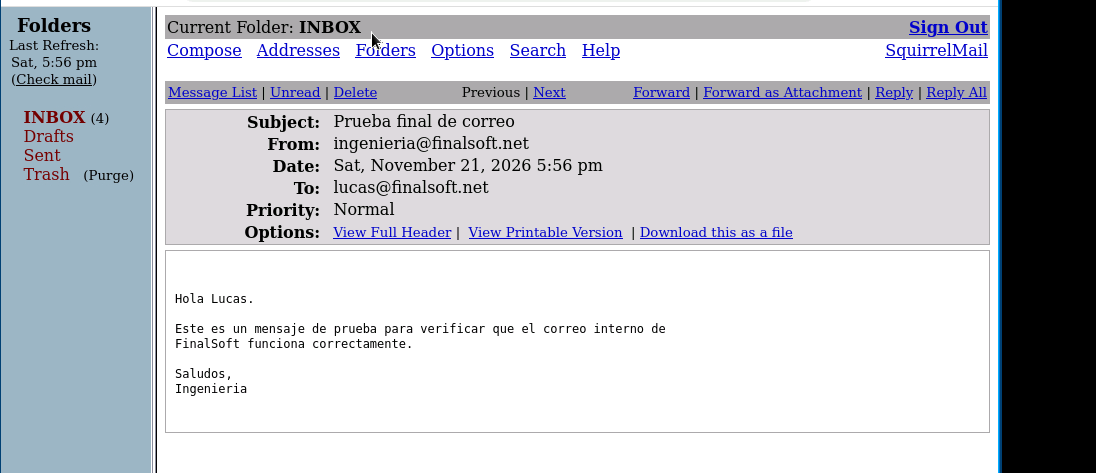 Folders
Last Refresh:
Sat, 5:56 pm
(Check mail)
INBOX (4)
Drafts
Sent
Trash (Purge)
Current Folder: INBOX Sign Out
Compose Addresses Folders Options Search Help SquirrelMail
Message List | Unread | Delete Previous | Next Forward | Forward as Attachment | Reply | Reply All
Subject: Prueba final de correo
From: ingenieria@finalsoft.net
Date: Sat, November 21, 2026 5:56 pm
To: lucas@finalsoft.net
Priority: Normal
Options: View Full Header | View Printable Version | Download this as a file
Hola Lucas.
Este es un mensaje de prueba para verificar que el correo interno de
FinalSoft funciona correctamente.
Saludos,
Ingenieria